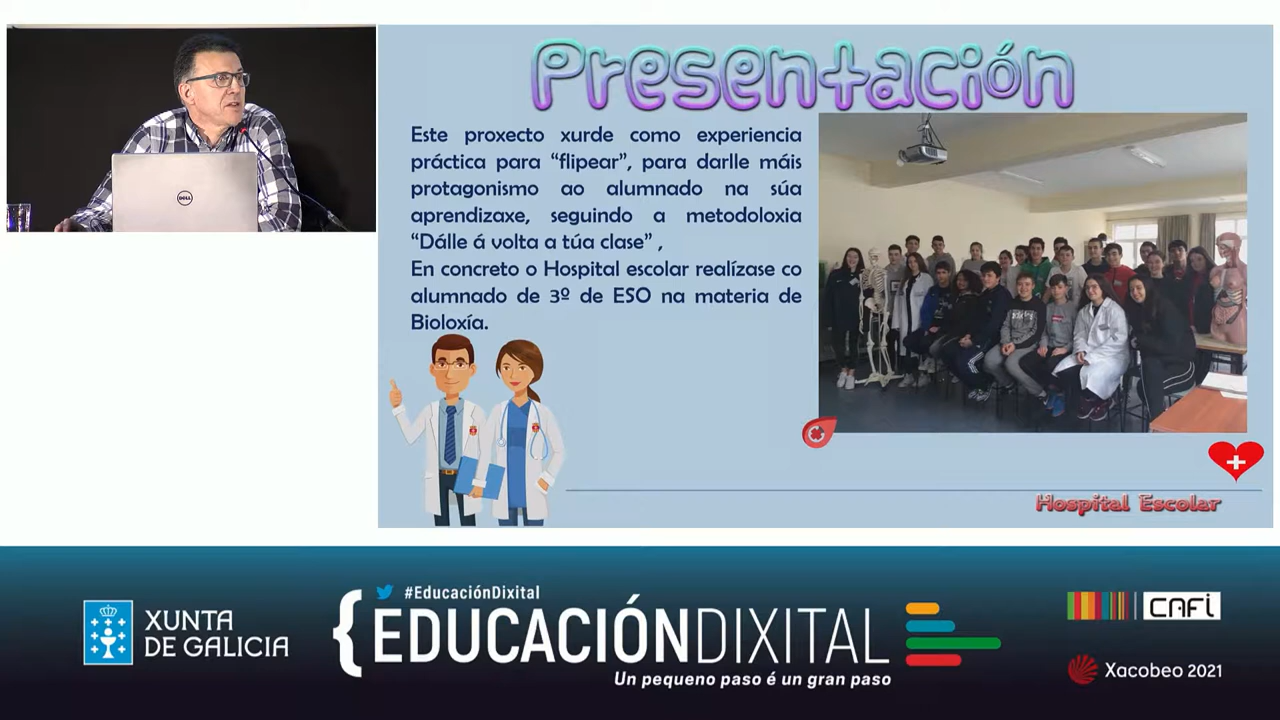 Presentación
Este proxecto xurde como experiencia
práctica para “flipear”, para darlle máis
protagonismo ao alumnado na súa
aprendizaxe, seguindo a metodoloxia
“Dálle á volta a túa clase” ,
En concreto o Hospital escolar realízase co
alumnado de 3º de ESO na materia de
Bioloxía.
DELL
Hospital Escolar
XUNTA
DE GALICIA
#EducaciónDixital
{EDUCACIÓNDIXITAL
Un pequeno paso é un gran paso
CAFi
Xacobeo 2021